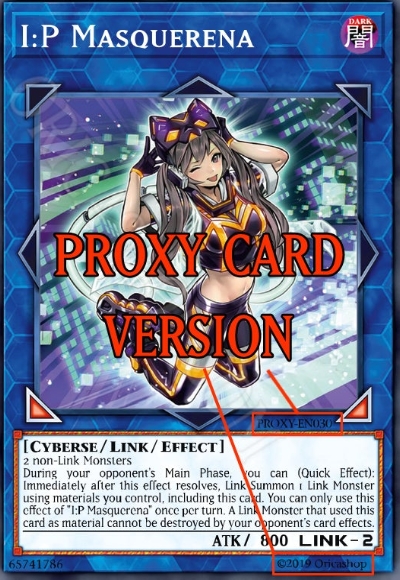 I:P Masquerena
DARK
闇
PROXY CARD
VERSION
PROXY-EN030
[Cyberse/Link/Effect]
2 non-Link Monsters
During your opponent's Main Phase, you can (Quick Effect):
Immediately after this effect resolves, Link Summon 1 Link Monster
using materials you control, including this card. You can only use this
effect of "I:P Masquerena" once per turn. A Link Monster that used this
card as material cannot be destroyed by your opponent's card effects.
ATK/ 800 LINK-2
65741786
©2019 Oricashop